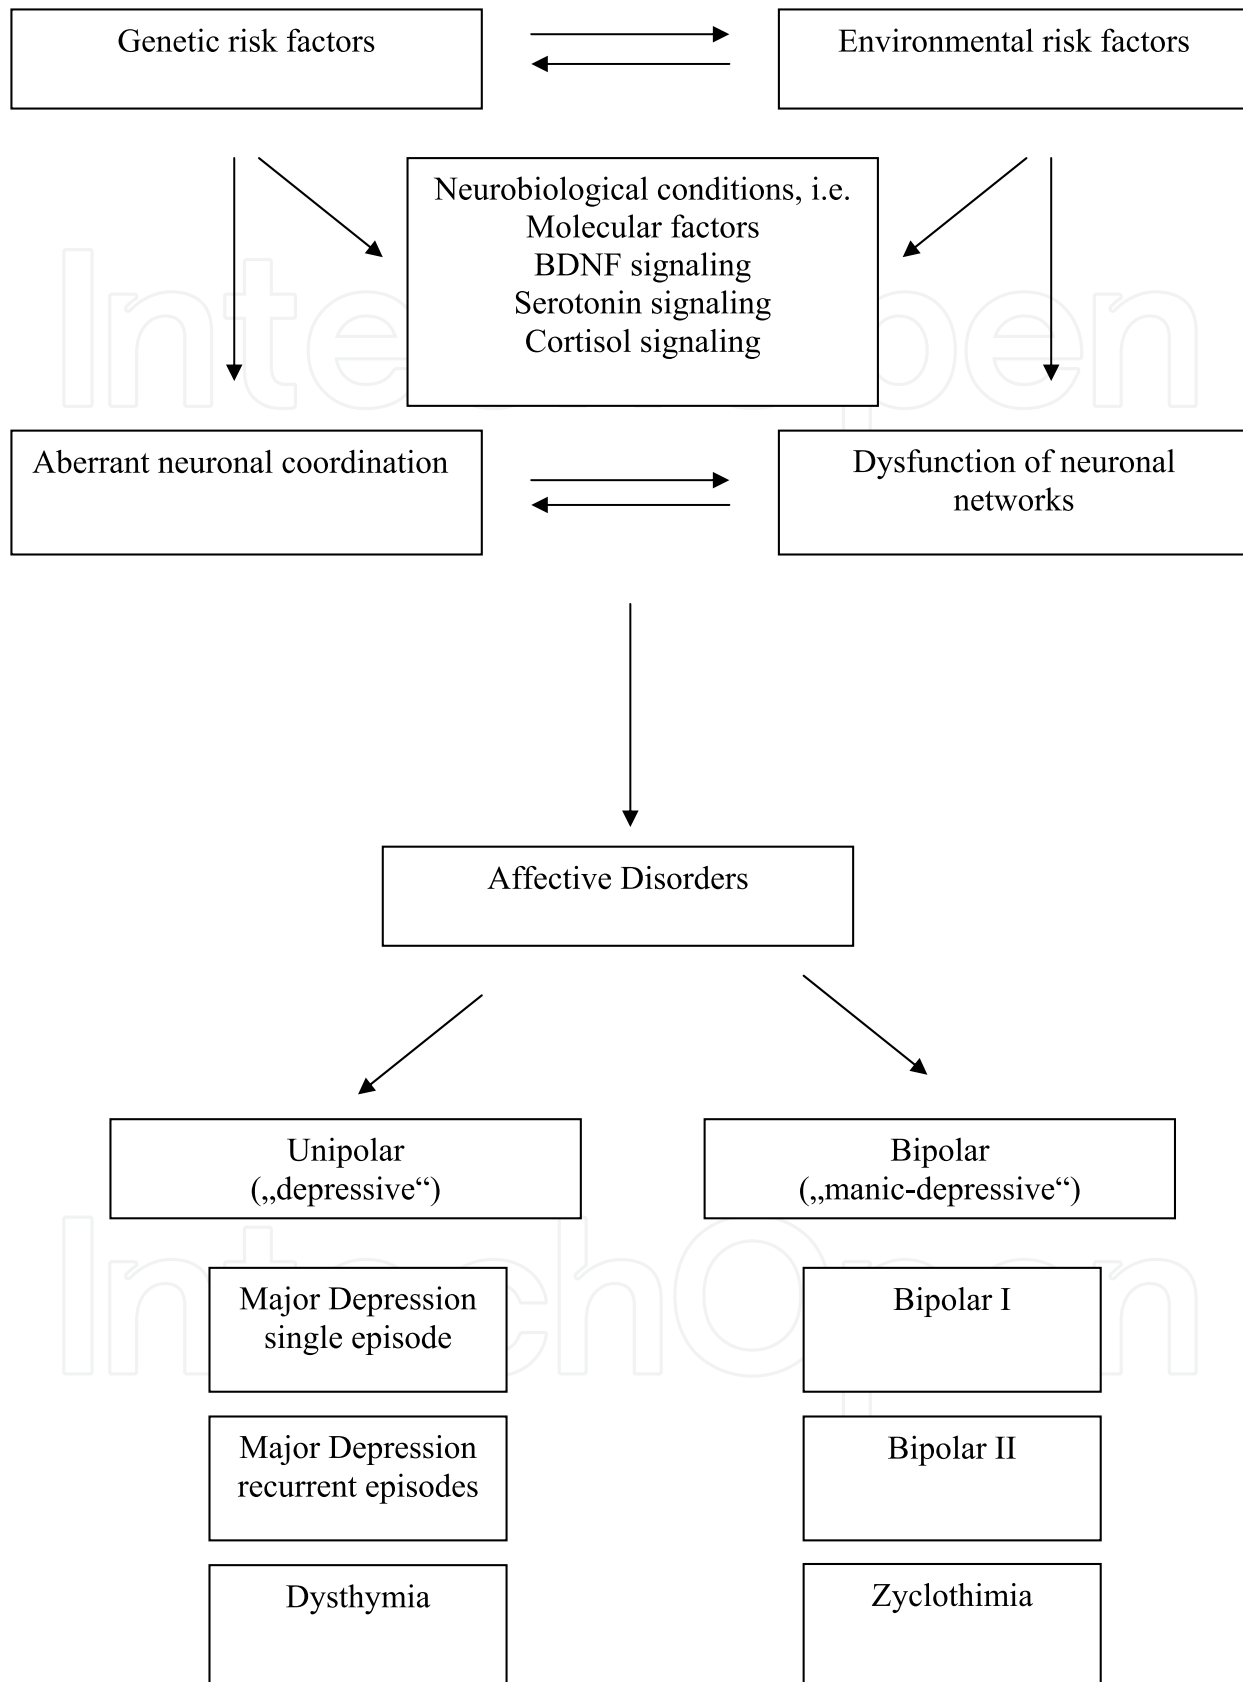 Genetic risk factors
Environmental risk factors
Neurobiological conditions, i.e.
Molecular factors
BDNF signaling
Serotonin signaling
Cortisol signaling
Aberrant neuronal coordination
Dysfunction of neuronal
networks
Affective Disorders
Unipolar
(„depressive“)
Bipolar
(„manic-depressive“)
Major Depression
single episode
Bipolar I
Major Depression
recurrent episodes
Bipolar II
Dysthymia
Zyclothimia
IntechOpen
IntechOpen